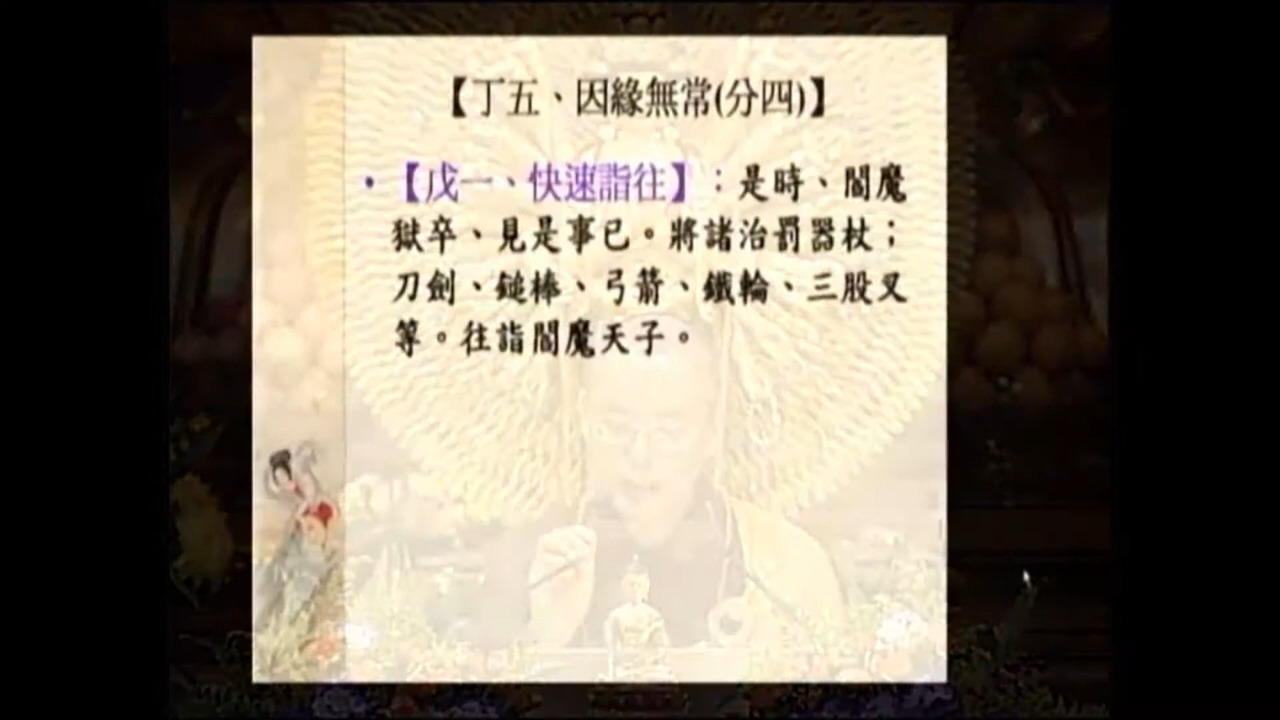 【丁五、因緣無常(分四)】
•【戊一、快速詣往】：是時、閻魔
獄卒、見是事已。將諸治罰器杖；
刀劍、鎚棒、弓箭、鐵輪、三股叉
等。往詣閻魔天子。